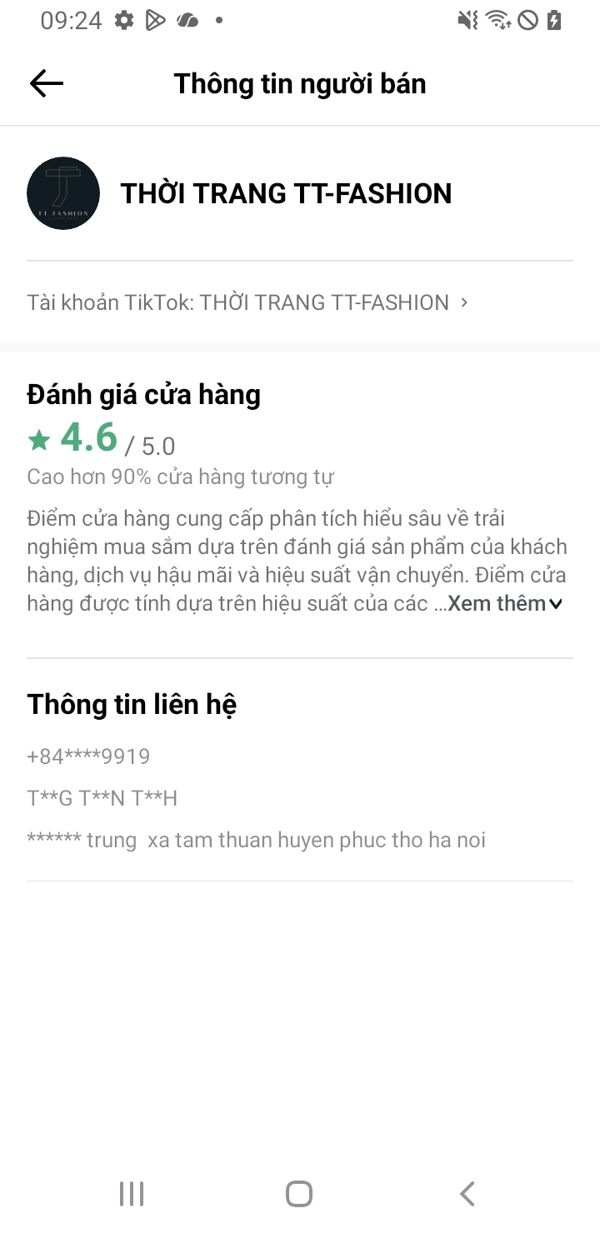 09:24
Thông tin người bán
TT FASHION
THỜI TRANG TT-FASHION
Tài khoản TikTok: THỜI TRANG TT-FASHION >
Đánh giá cửa hàng
4.6 / 5.0
Cao hơn 90% cửa hàng tương tự
Điểm cửa hàng cung cấp phân tích hiểu sâu về trải
nghiệm mua sắm dựa trên đánh giá sản phẩm của khách
hàng, dịch vụ hậu mãi và hiệu suất vận chuyển. Điểm cửa
hàng được tính dựa trên hiệu suất của các ...Xem thêm
Thông tin liên hệ
+84****9919
T**G T**N T**H
****** trung  xa tam thuan huyen phuc tho ha noi